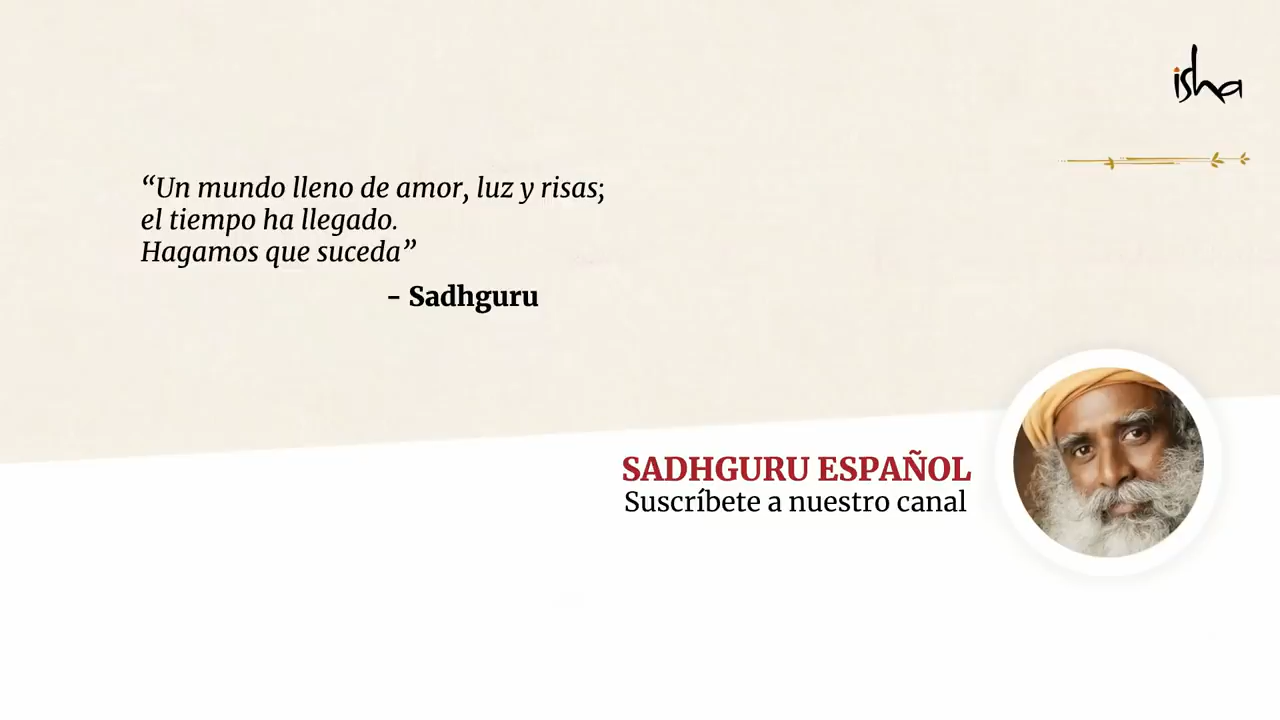 isha
“Un mundo lleno de amor, luz y risas;
el tiempo ha llegado.
Hagamos que suceda”
- Sadhguru
SADHGURU ESPAÑOL
Suscríbete a nuestro canal